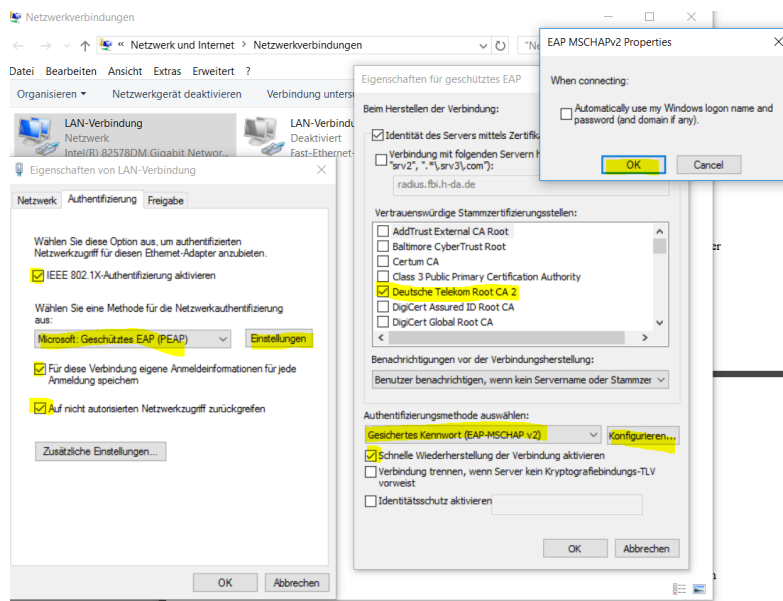 Netzwerkverbindungen
« Netzwerk und Internet > Netzwerkverbindungen
Datei Bearbeiten Ansicht Extras Erweitert ?
Organisieren Netzwerkgerät deaktivieren Verbindung unters
LAN-Verbindung
Netzwerk
Intel(R) 82578DM Gigabit Networ...
LAN-Verbindu
Deaktiviert
Fast-Ethernet-
Eigenschaften von LAN-Verbindung
Netzwerk Authentifizierung Freigabe
Wählen Sie diese Option aus, um authentifizierten
Netzwerkzugriff für diesen Ethernet-Adapter anzubieten.
IEEE 802.1X-Authentifizierung aktivieren
Wählen Sie eine Methode für die Netzwerkauthentifizierung
aus:
Microsoft: Geschütztes EAP (PEAP) Einstellungen
Für diese Verbindung eigene Anmeldeinformationen für jede
Anmeldung speichern
Auf nicht autorisierten Netzwerkzugriff zurückgreifen
Zusätzliche Einstellungen...
OK Abbrechen
Eigenschaften für geschütztes EAP
Beim Herstellen der Verbindung:
Identität des Servers mittels Zertifik
Verbindung mit folgenden Servern h
"srv2", ".*\.srv3\.com"):
radius.fbi.h-da.de
Vertrauenswürdige Stammzertifizierungsstellen:
AddTrust External CA Root
Baltimore CyberTrust Root
Certum CA
Class 3 Public Primary Certification Authority
Deutsche Telekom Root CA 2
DigiCert Assured ID Root CA
DigiCert Global Root CA
Benachrichtigungen vor der Verbindungsherstellung:
Benutzer benachrichtigen, wenn kein Servername oder Stammzer
Authentifizierungsmethode auswählen:
Gesichertes Kennwort (EAP-MSCHAP v2) Konfigurieren...
Schnelle Wiederherstellung der Verbindung aktivieren
Verbindung trennen, wenn Server kein Kryptografiebindungs-TLV
vorweist
Identitätsschutz aktivieren
OK Abbrechen
EAP MSCHAPv2 Properties
When connecting:
Automatically use my Windows logon name and
password (and domain if any).
OK Cancel
er